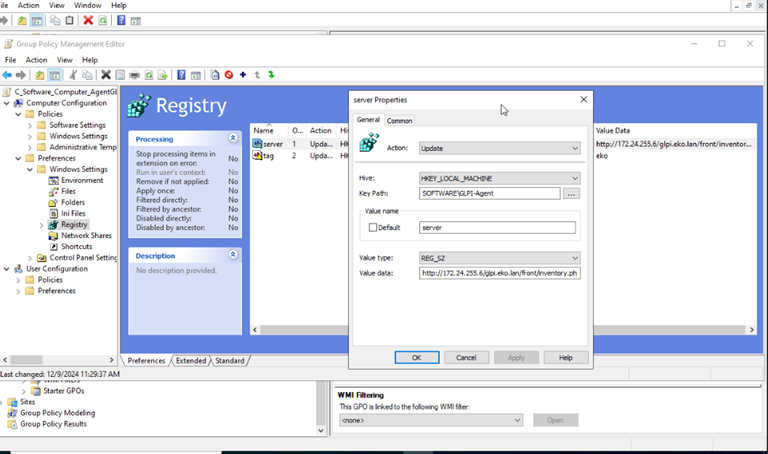 ile Action View Window Help
Group Policy Management Editor
File Action View Help
C_Software_Computer_AgentGL
Computer Configuration
Policies
Software Settings
Windows Settings
Administrative Temp
Preferences
Windows Settings
Environment
Files
Folders
Ini Files
Registry
Network Shares
Shortcuts
Control Panel Setting
User Configuration
Policies
Preferences
Registry
Processing
Stop processing items in extension on error: No
Run in user's context: No
Remove if not applied: No
Apply once: No
Filtered directly: No
Filtered by ancestor: No
Disabled directly: No
Disabled by ancestor: No
Description
No description provided.
Name O... Action Hi Value Data
server 1 Upda... HK http://172.24.255.6/glpi.eko.lan/front/inventor...
tag 2 Upda... HK eko
server Properties
General Common
Action: Update
Hive: HKEY_LOCAL_MACHINE
Key Path: SOFTWARE\GLPI-Agent ...
Value name
Default server
Value type: REG_SZ
Value data: http://172.24.255.6/glpi.eko.lan/front/inventory.ph
OK Cancel Apply Help
Preferences Extended Standard
Last changed: 12/9/2024 11:29:37 AM
WMI Filters
Starter GPOs
Sites
Group Policy Modeling
Group Policy Results
WMI Filtering
This GPO is linked to the following WMI filter:
<none> Open